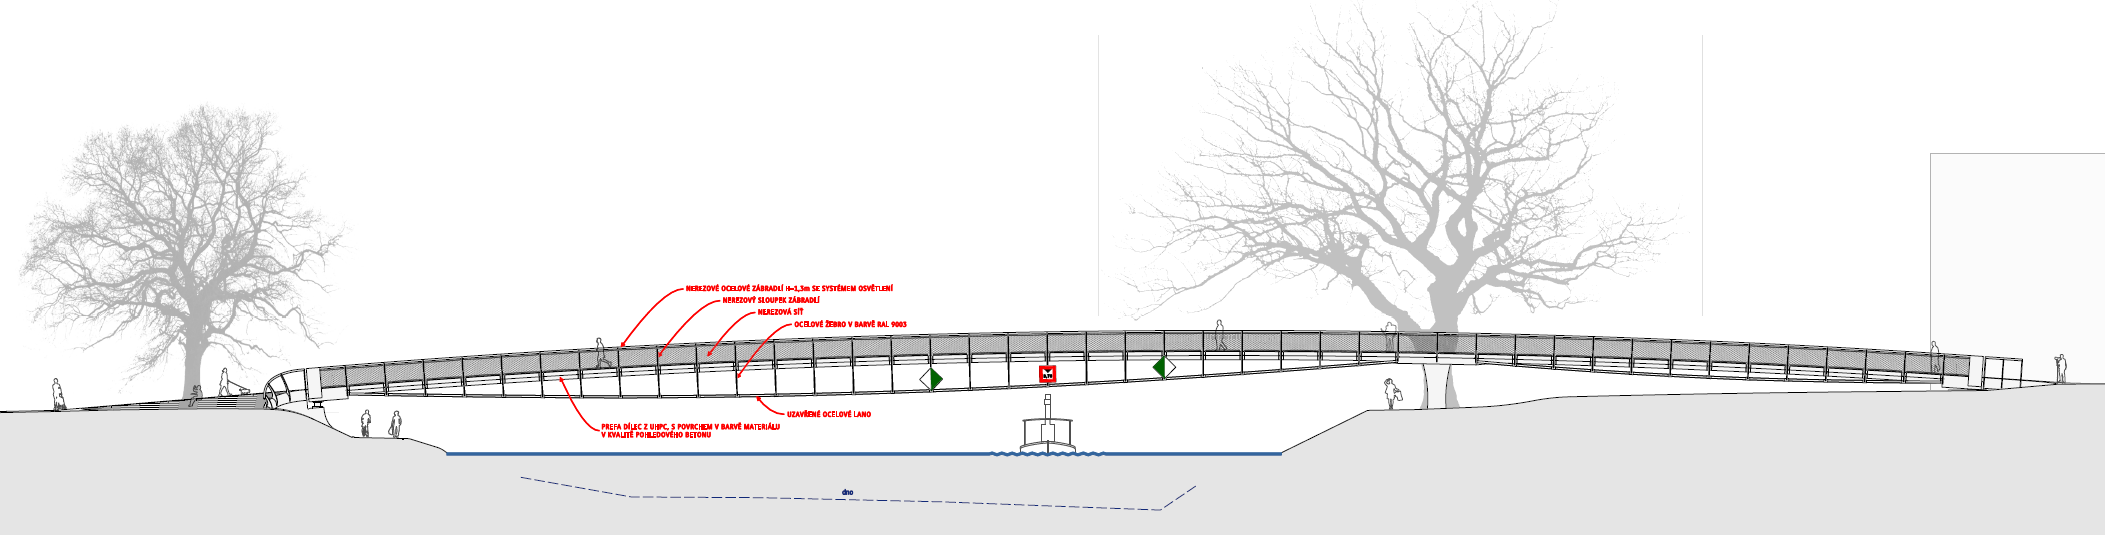 NEREZOVÉ OCELOVÉ ZÁBRADLÍ H=1,3m SE SYSTÉMEM OSVĚTLENÍ
NEREZOVÝ SLOUPEK ZÁBRADLÍ
NEREZOVÁ SÍŤ
OCELOVÉ ŽEBRO V BARVĚ RAL 9003
UZAVŘENÉ OCELOVÉ LANO
PREFA DÍLEC Z UHPC, S POVRCHEM V BARVĚ MATERIÁLU
V KVALITĚ POHLEDOVÉHO BETONU
dno